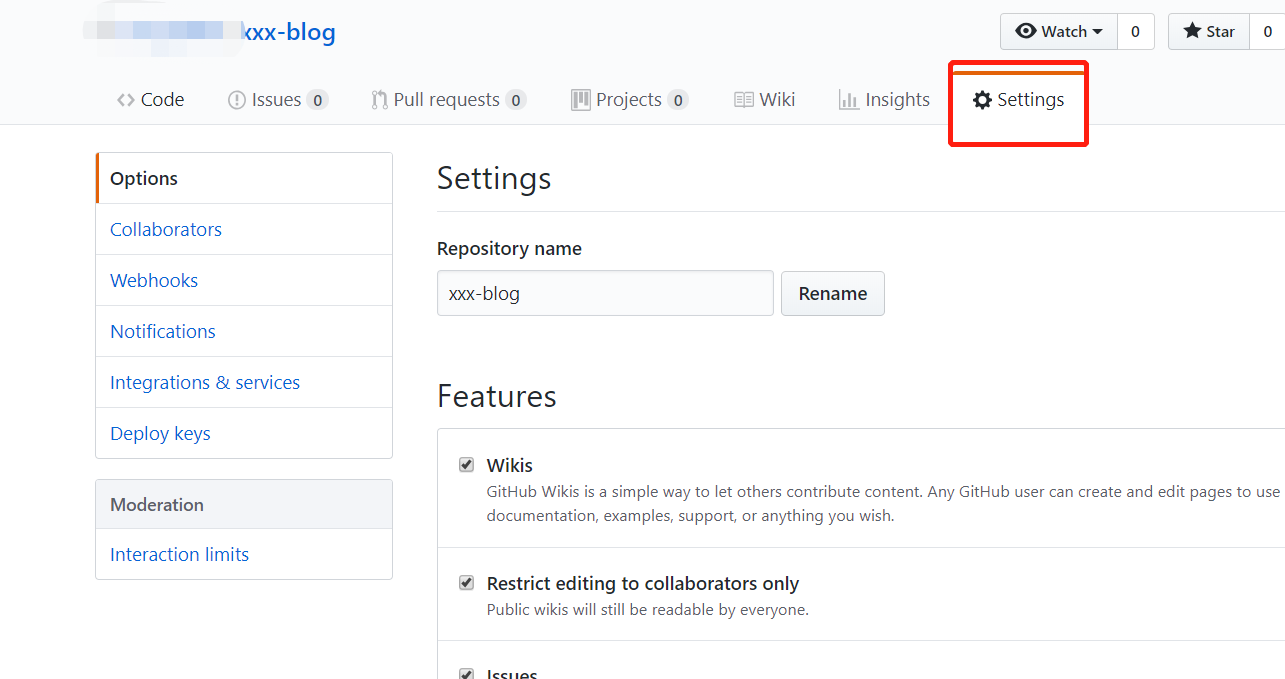 xxx-blog
Watch 0 Star 0
Code Issues 0 Pull requests 0 Projects 0 Wiki Insights Settings
Options
Collaborators
Webhooks
Notifications
Integrations & services
Deploy keys
Moderation
Interaction limits
Settings
Repository name
xxx-blog Rename
Features
Wikis
GitHub Wikis is a simple way to let others contribute content. Any GitHub user can create and edit pages to use
documentation, examples, support, or anything you wish.
Restrict editing to collaborators only
Public wikis will still be readable by everyone.
Issues